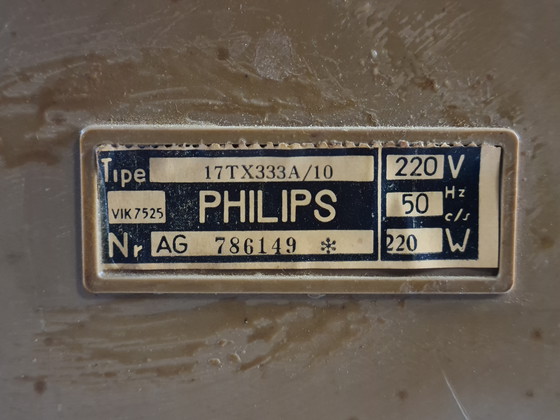 Tipe 17TX333A/10 220 V
VIK 7525 PHILIPS 50 Hz c/s
Nr AG 786149 * 220 W